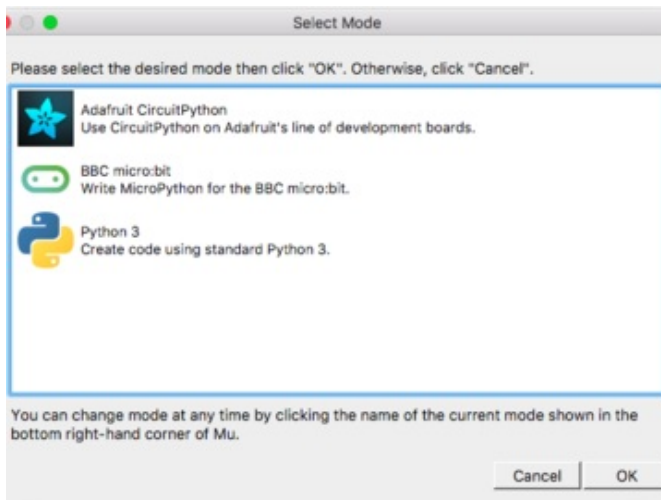 Select Mode
Please select the desired mode then click "OK". Otherwise, click "Cancel".
Adafruit CircuitPython
Use CircuitPython on Adafruit's line of development boards.
BBC micro:bit
Write MicroPython for the BBC micro:bit.
Python 3
Create code using standard Python 3.
You can change mode at any time by clicking the name of the current mode shown in the
bottom right-hand corner of Mu.
Cancel OK